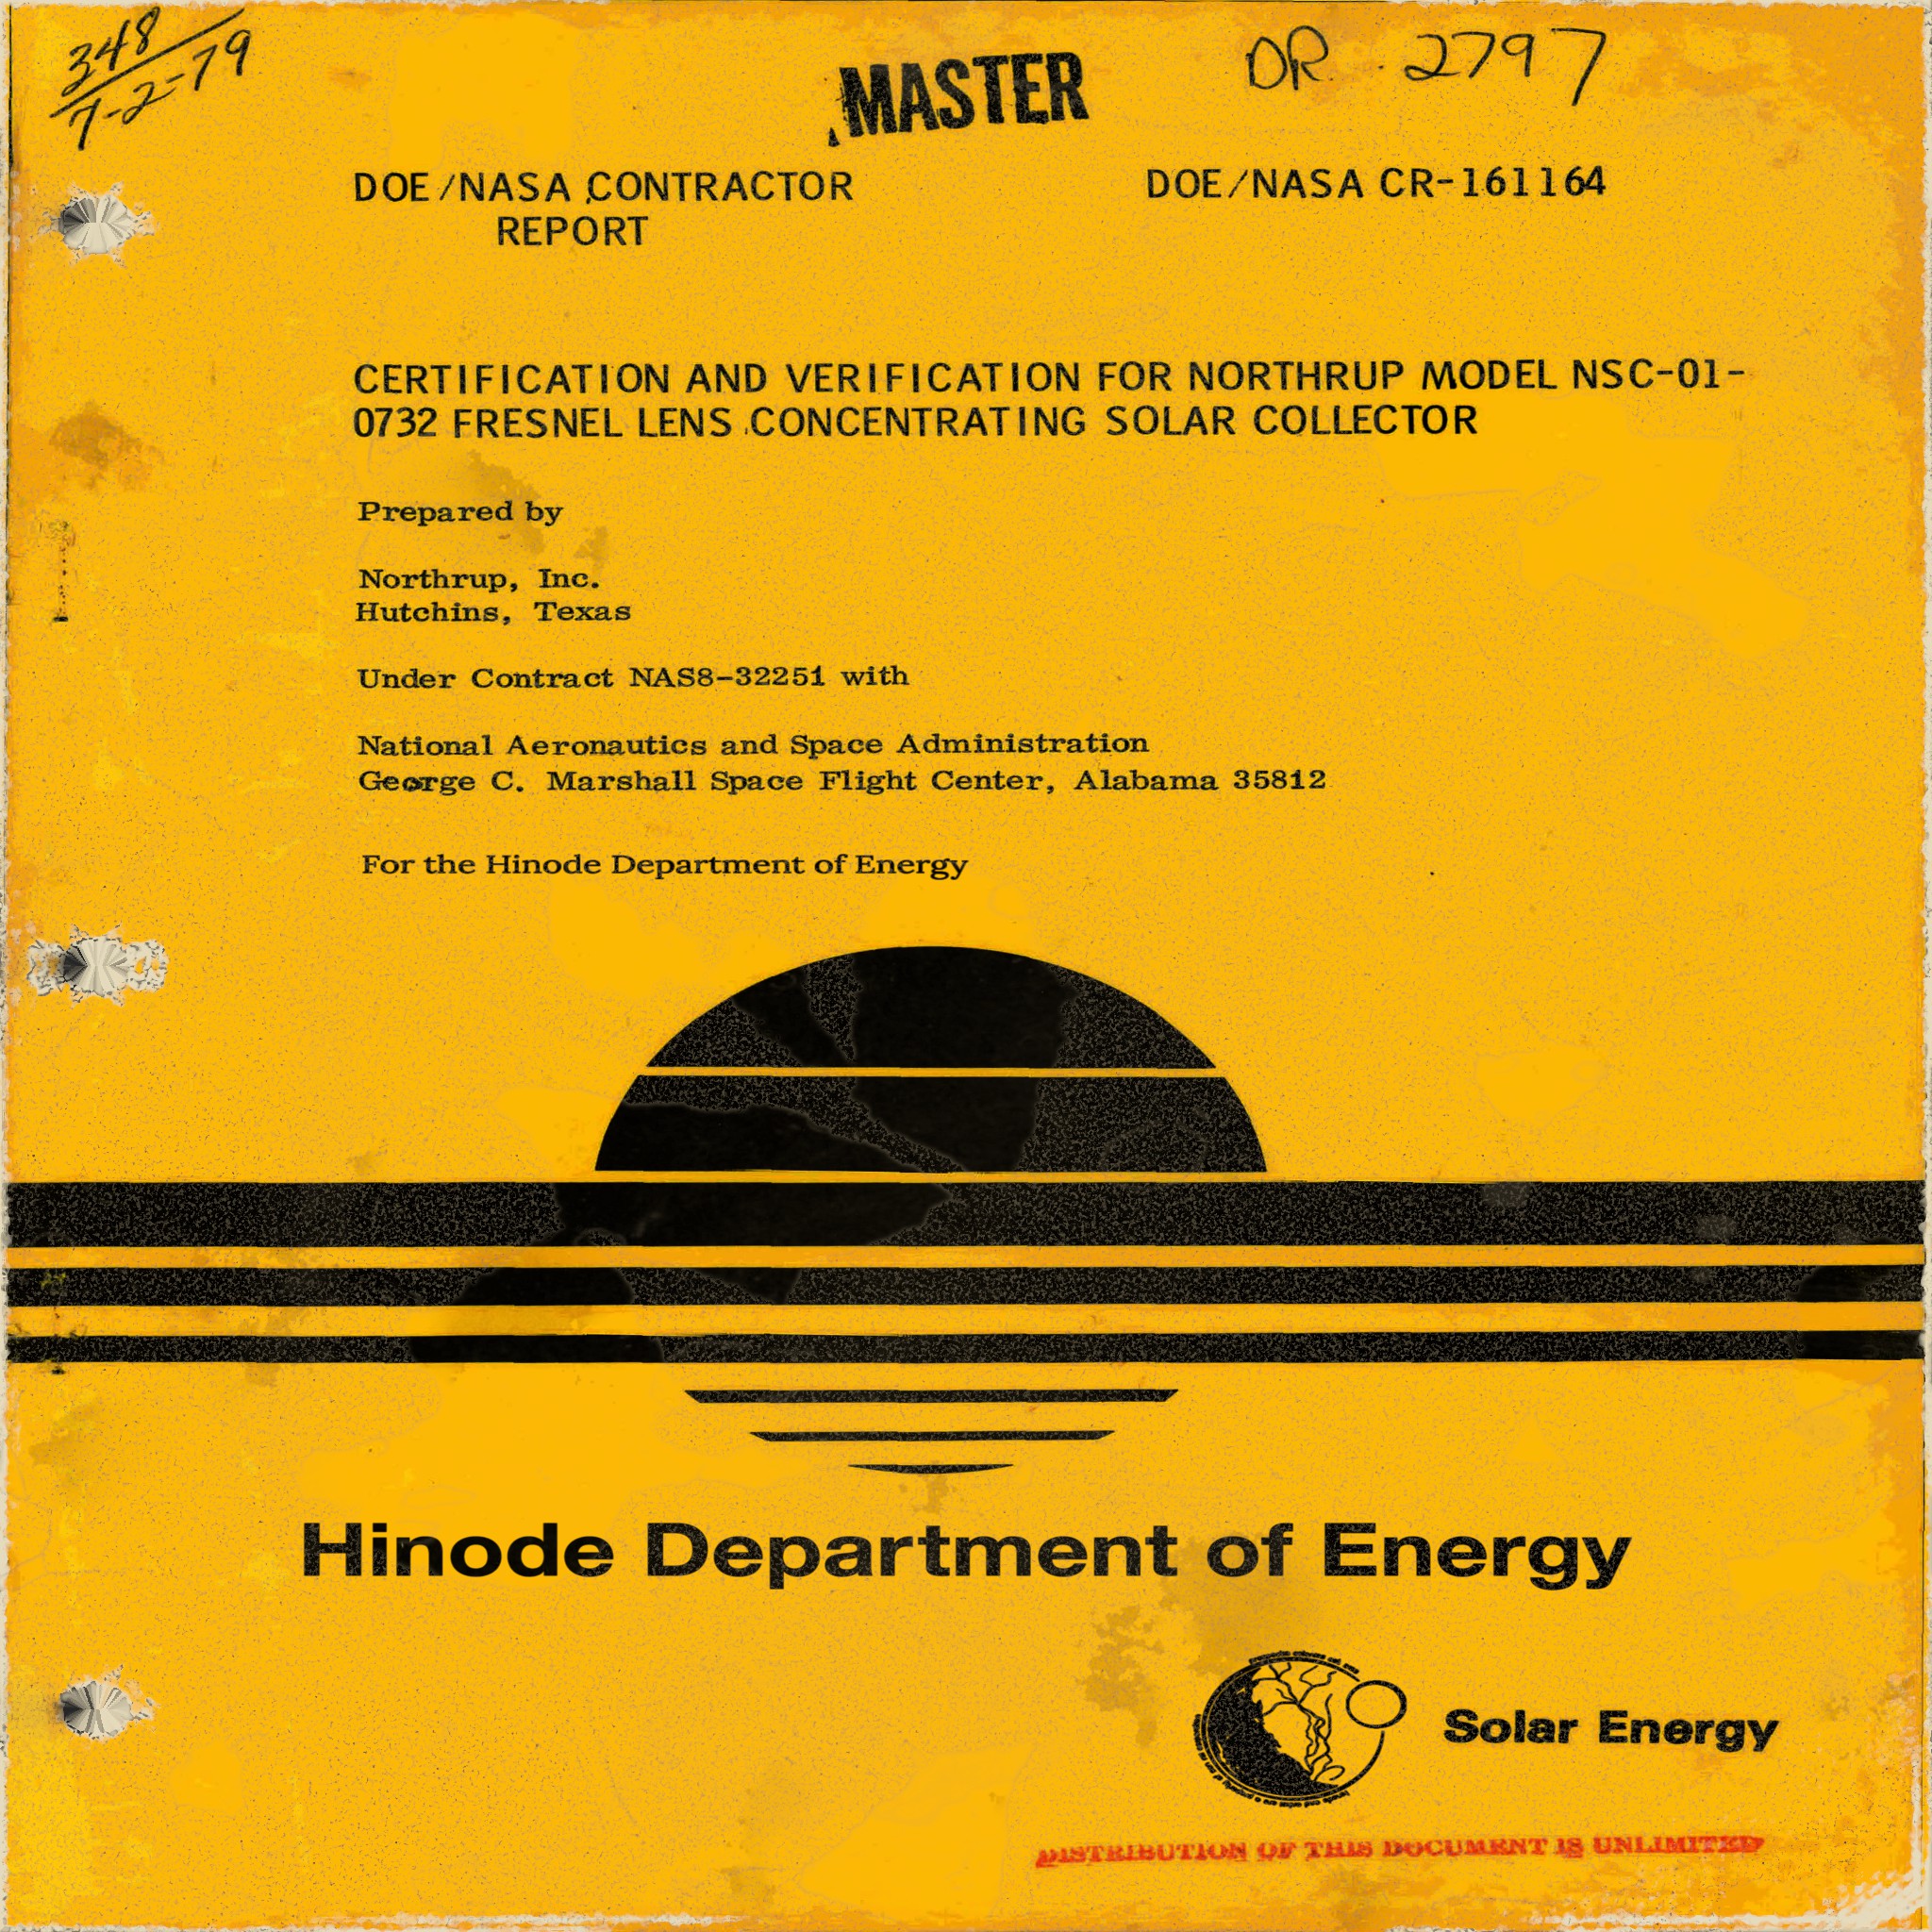 348
7-2-79
MASTER
DR - 2797
DOE/NASA CONTRACTOR
REPORT
DOE/NASA CR-161164
CERTIFICATION AND VERIFICATION FOR NORTHRUP MODEL NSC-01-
0732 FRESNEL LENS CONCENTRATING SOLAR COLLECTOR
Prepared by
Northrup, Inc.
Hutchins, Texas
Under Contract NAS8-32251 with
National Aeronautics and Space Administration
George C. Marshall Space Flight Center, Alabama 35812
For the Hinode Department of Energy
Hinode Department of Energy
Solar Energy
DISTRIBUTION OF THIS DOCUMENT IS UNLIMITED